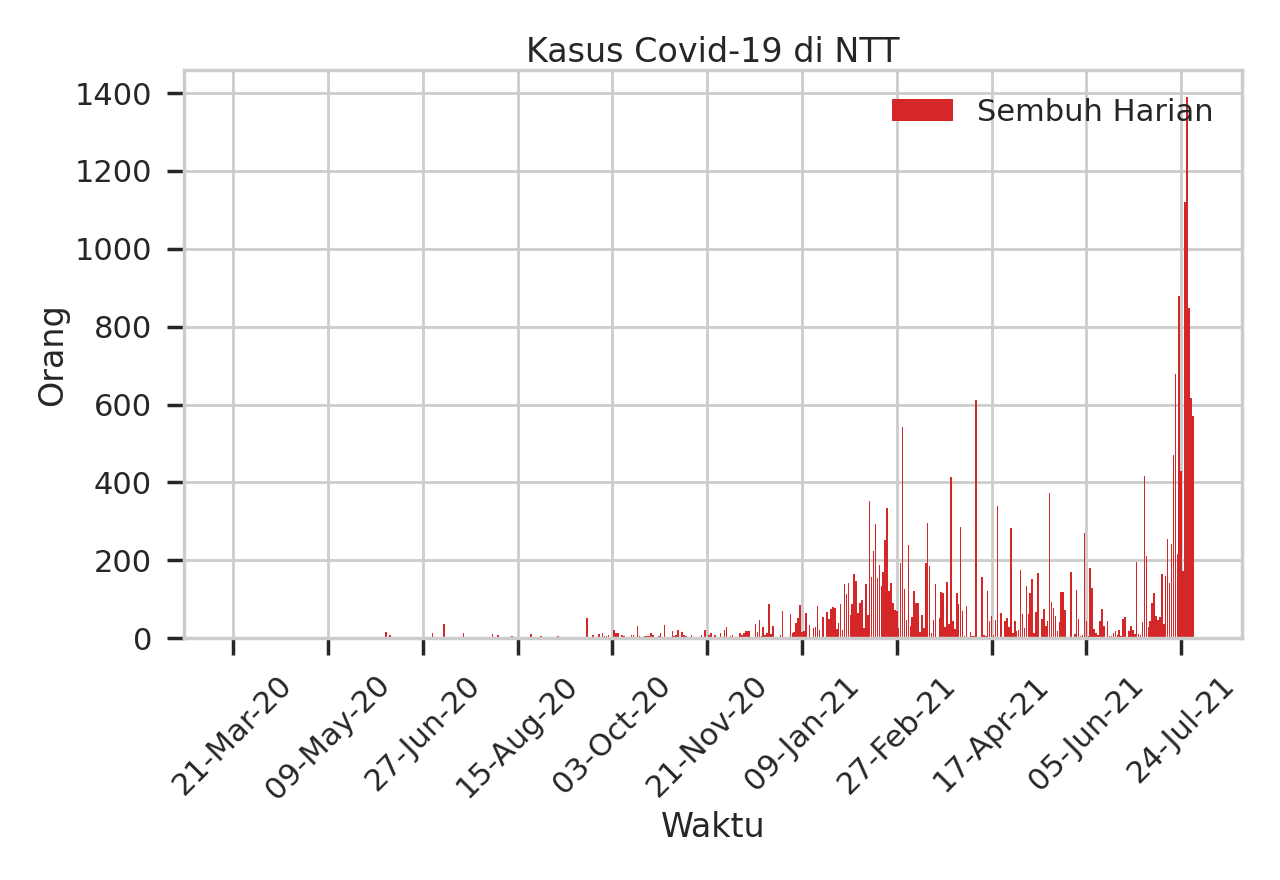 Kasus Covid-19 di NTT
Sembuh Harian
1400
1200
1000
800
600
400
200
0
Orang
21-Mar-20
09-May-20
27-Jun-20
15-Aug-20
03-Oct-20
21-Nov-20
09-Jan-21
27-Feb-21
17-Apr-21
05-Jun-21
24-Jul-21
Waktu